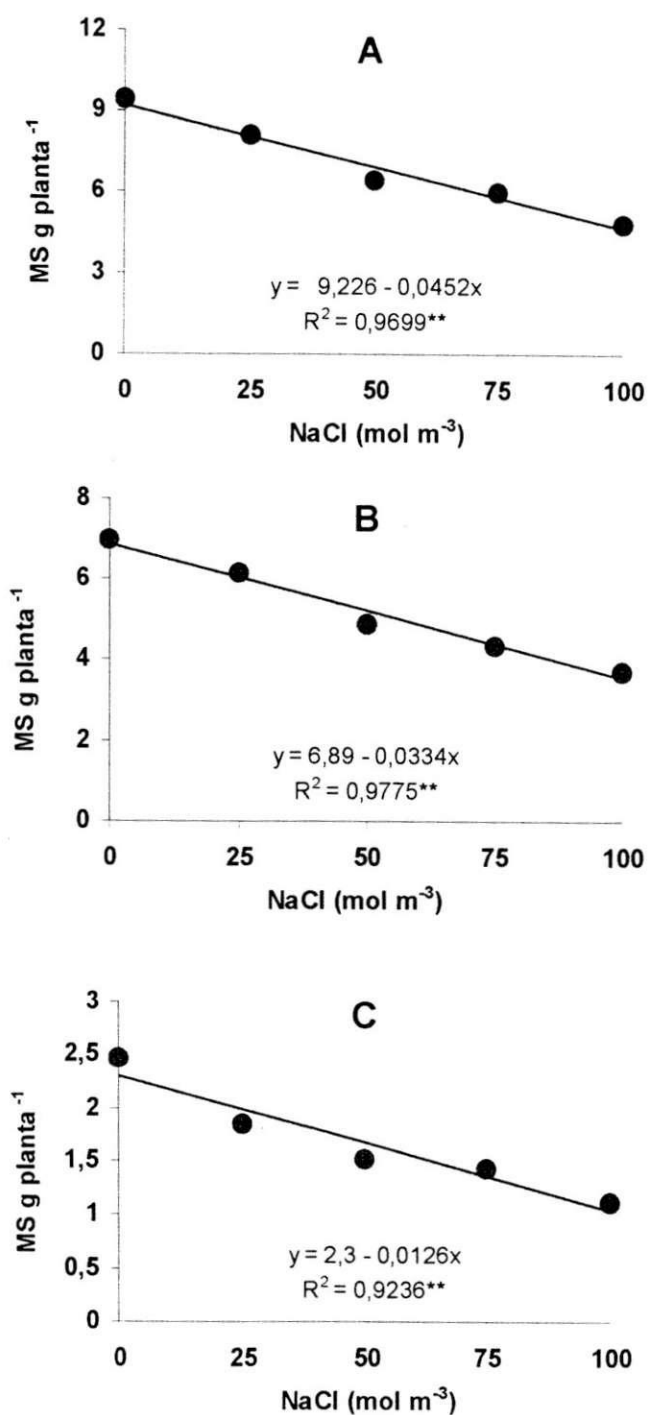 A
12
9
6
3
0
MS g planta ⁻¹
y = 9,226 - 0,0452x
R² = 0,9699**
0 25 50 75 100
NaCl (mol m⁻³)
B
8
6
4
2
0
MS g planta ⁻¹
y = 6,89 - 0,0334x
R² = 0,9775**
0 25 50 75 100
NaCl (mol m⁻³)
C
3
2,5
2
1,5
1
0,5
0
MS g planta ⁻¹
y = 2,3 - 0,0126x
R² = 0,9236**
0 25 50 75 100
NaCl (mol m⁻³)